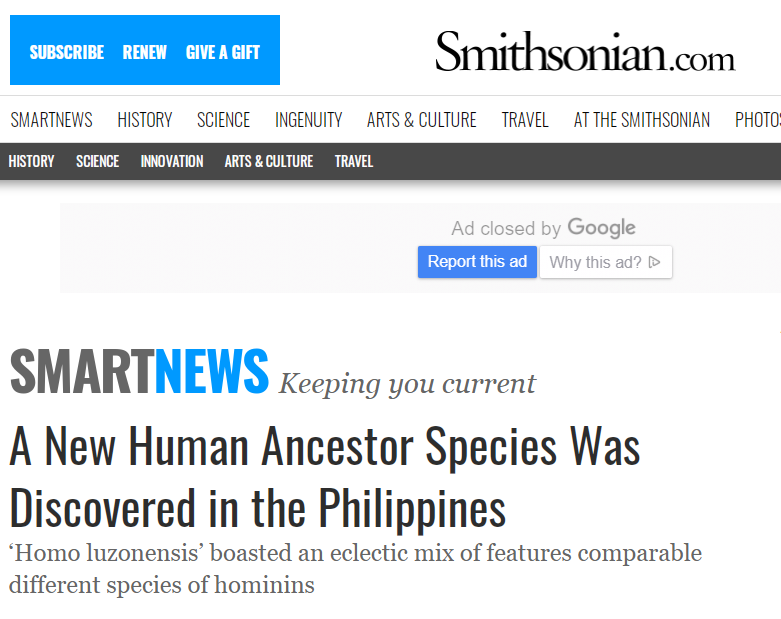 SUBSCRIBE RENEW GIVE A GIFT
Smithsonian.com
SMARTNEWS HISTORY SCIENCE INGENUITY ARTS & CULTURE TRAVEL AT THE SMITHSONIAN PHOTOS
HISTORY SCIENCE INNOVATION ARTS & CULTURE TRAVEL
Ad closed by Google
Report this ad Why this ad?
SMARTNEWS Keeping you current
A New Human Ancestor Species Was
Discovered in the Philippines
‘Homo luzonensis’ boasted an eclectic mix of features comparable
different species of hominins